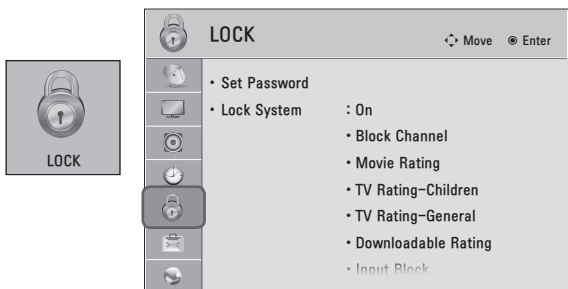 LOCK
LOCK Move Enter
• Set Password
• Lock System : On
• Block Channel
• Movie Rating
• TV Rating-Children
• TV Rating-General
• Downloadable Rating
• Input Block